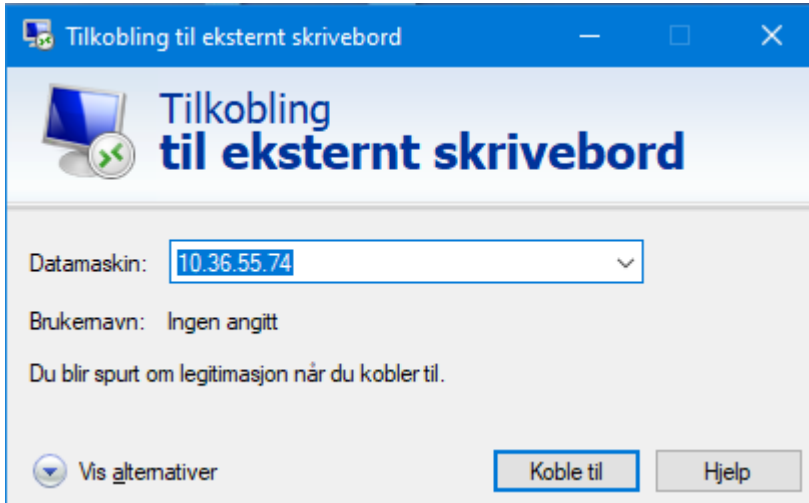 Tilkobling til eksternt skrivebord
Tilkobling
til eksternt skrivebord
Datamaskin: 10.36.55.74
Brukernavn: Ingen angitt
Du blir spurt om legitimasjon når du kobler til.
Vis alternativer Koble til Hjelp